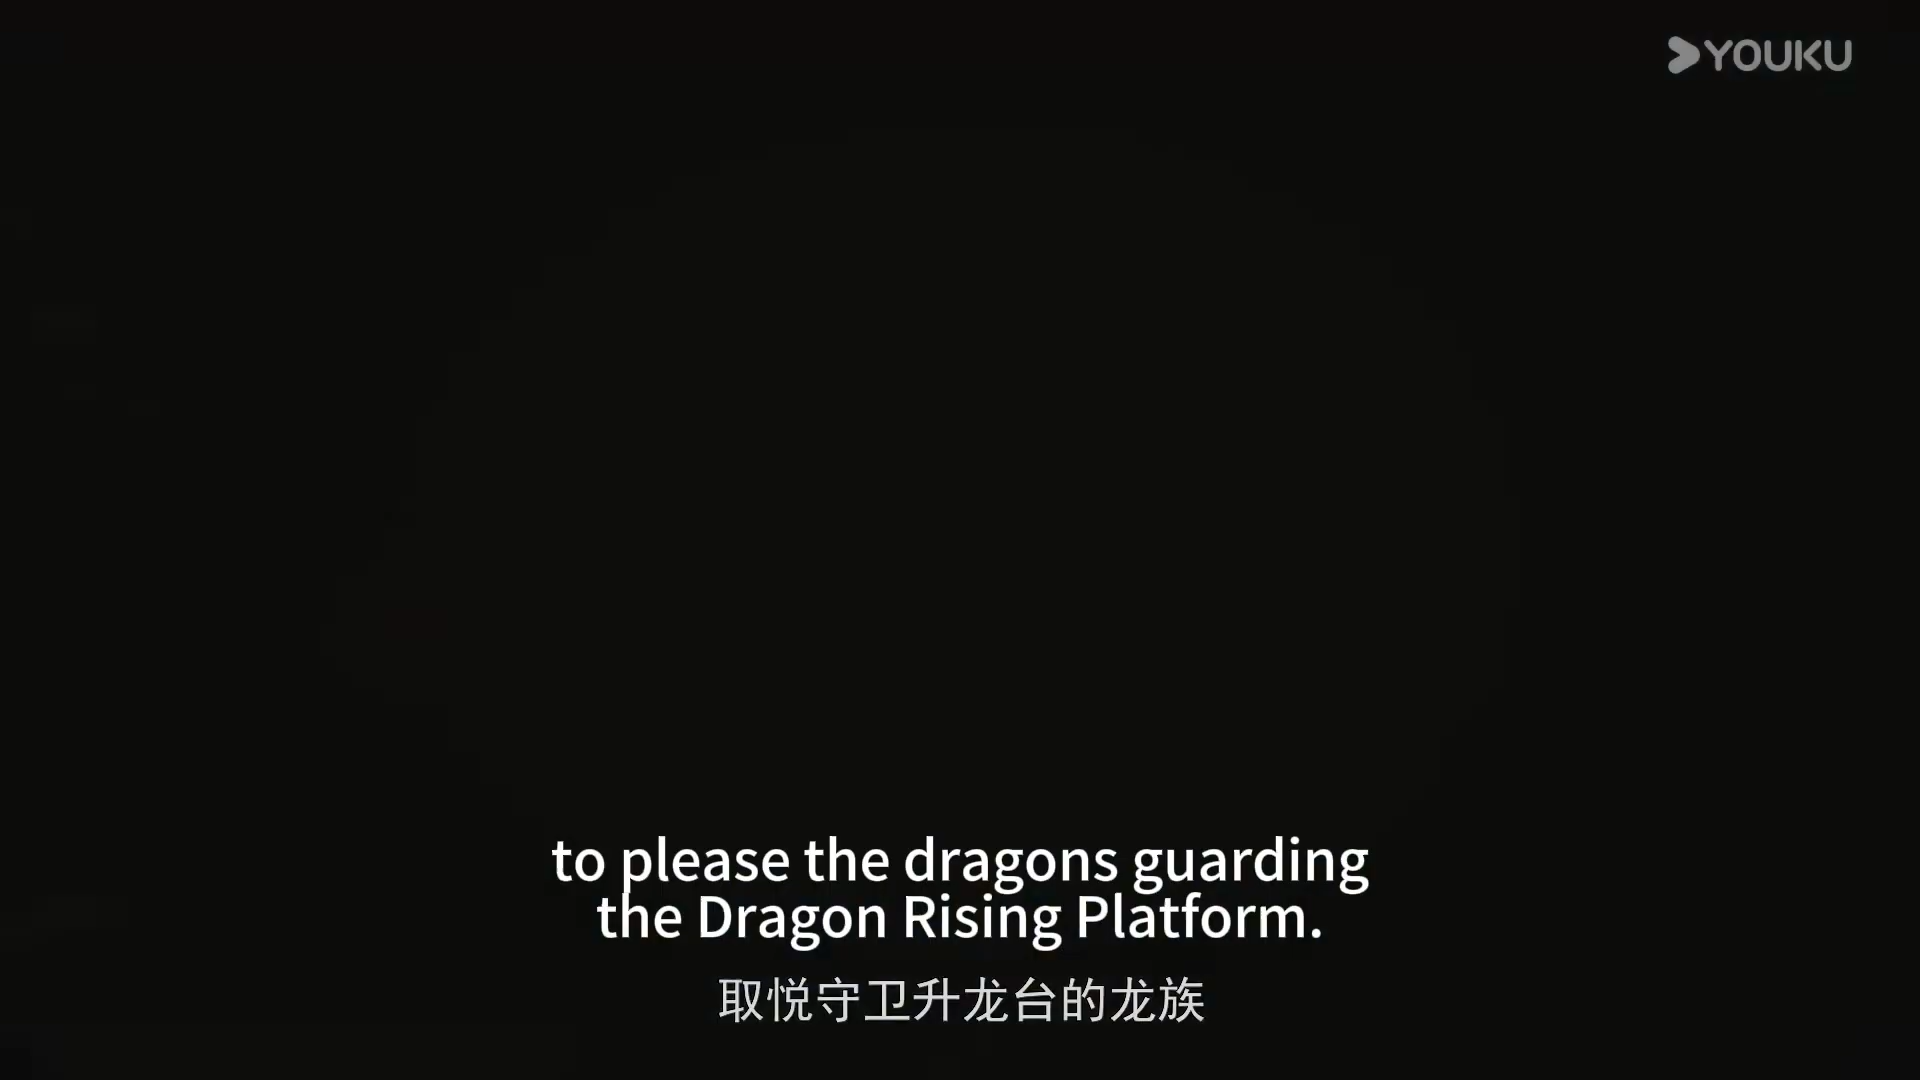 YOUKU
to please the dragons guarding
the Dragon Rising Platform.
取悦守卫升龙台的龙族